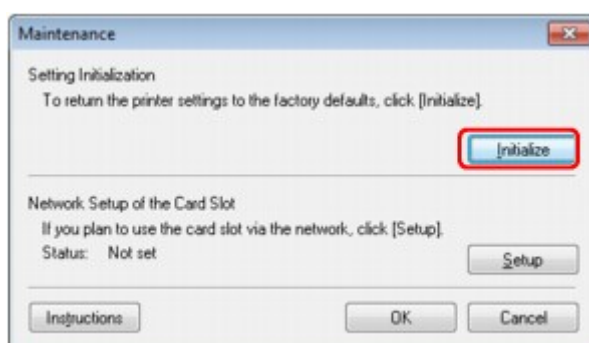 Maintenance
Setting Initialization
To return the printer settings to the factory defaults, click [Initialize].
Initialize
Network Setup of the Card Slot
If you plan to use the card slot via the network, click [Setup].
Status: Not set
Setup
Instructions OK Cancel